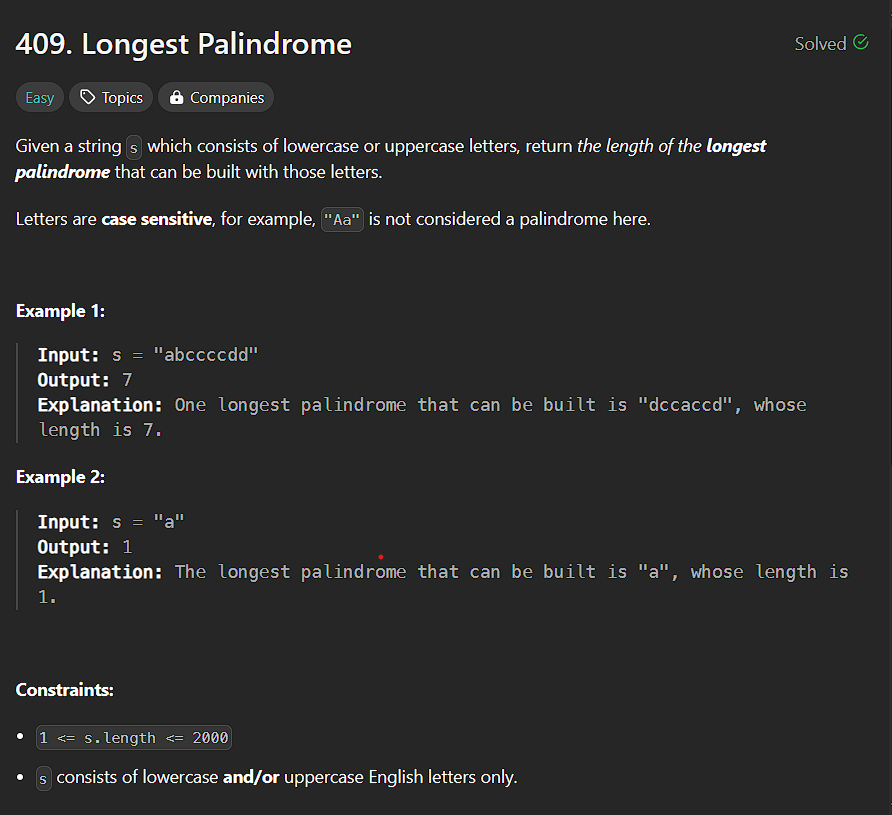 409. Longest Palindrome
Solved
Easy
Topics
Companies
Given a string s which consists of lowercase or uppercase letters, return the length of the longest
palindrome that can be built with those letters.
Letters are case sensitive, for example, "Aa" is not considered a palindrome here.
Example 1:
Input: s = "abccccdd"
Output: 7
Explanation: One longest palindrome that can be built is "dccaccd", whose
length is 7.
Example 2:
Input: s = "a"
Output: 1
Explanation: The longest palindrome that can be built is "a", whose length is
1.
Constraints:
• 1 <= s.length <= 2000
• s consists of lowercase and/or uppercase English letters only.